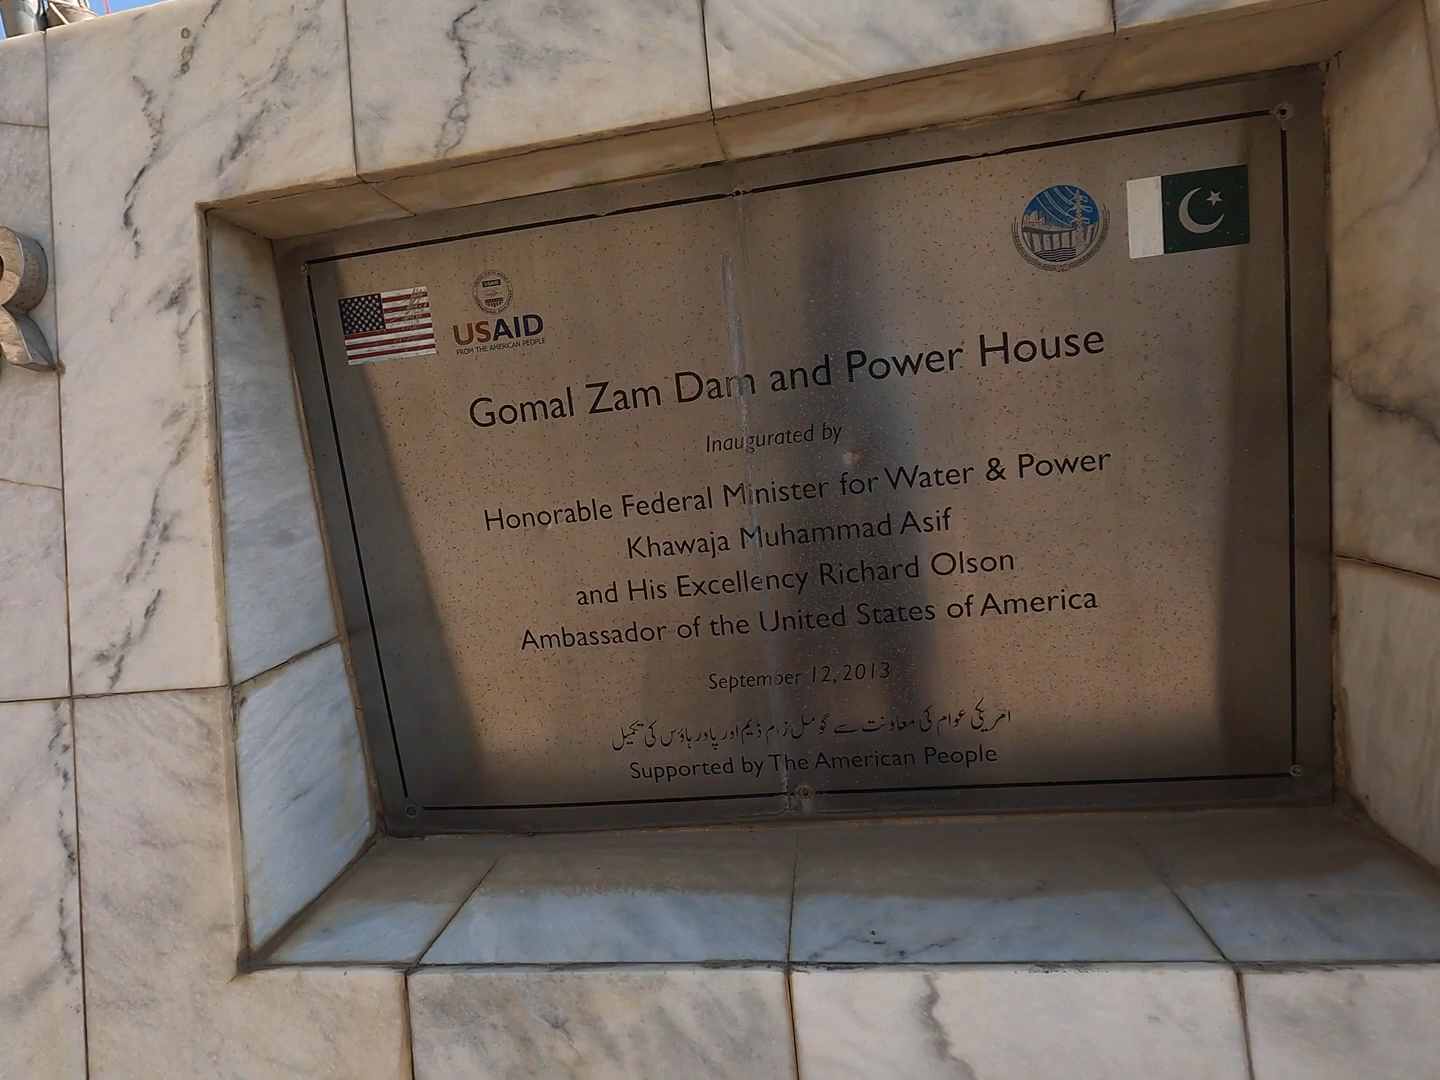 USAID
FROM THE AMERICAN PEOPLE
Gomal Zam Dam and Power House
Inaugurated by
Honorable Federal Minister for Water & Power
Khawaja Muhammad Asif
and His Excellency Richard Olson
Ambassador of the United States of America
September 12, 2013
امریکی عوام کی معاونت سے گومل زام ڈیم اور پاور ہاؤس کی تکمیل
Supported by The American People